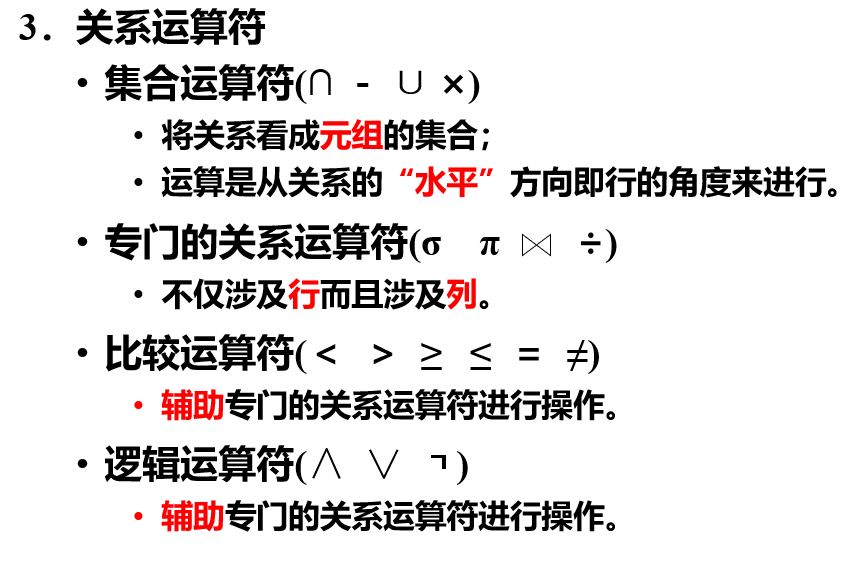 3．关系运算符
• 集合运算符(∩ - ∪ ×)
• 将关系看成元组的集合；
• 运算是从关系的“水平”方向即行的角度来进行。
• 专门的关系运算符(σ π ⋈ ÷)
• 不仅涉及行而且涉及列。
• 比较运算符(＜ ＞ ≥ ≤ = ≠)
• 辅助专门的关系运算符进行操作。
• 逻辑运算符(∧ ∨ ﹁)
• 辅助专门的关系运算符进行操作。